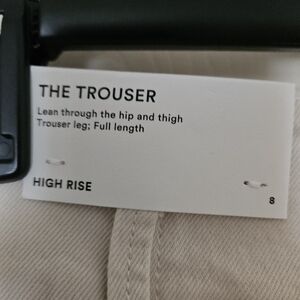 THE TROUSER
Lean through the hip and thigh
Trouser leg; Full length
HIGH RISE
8